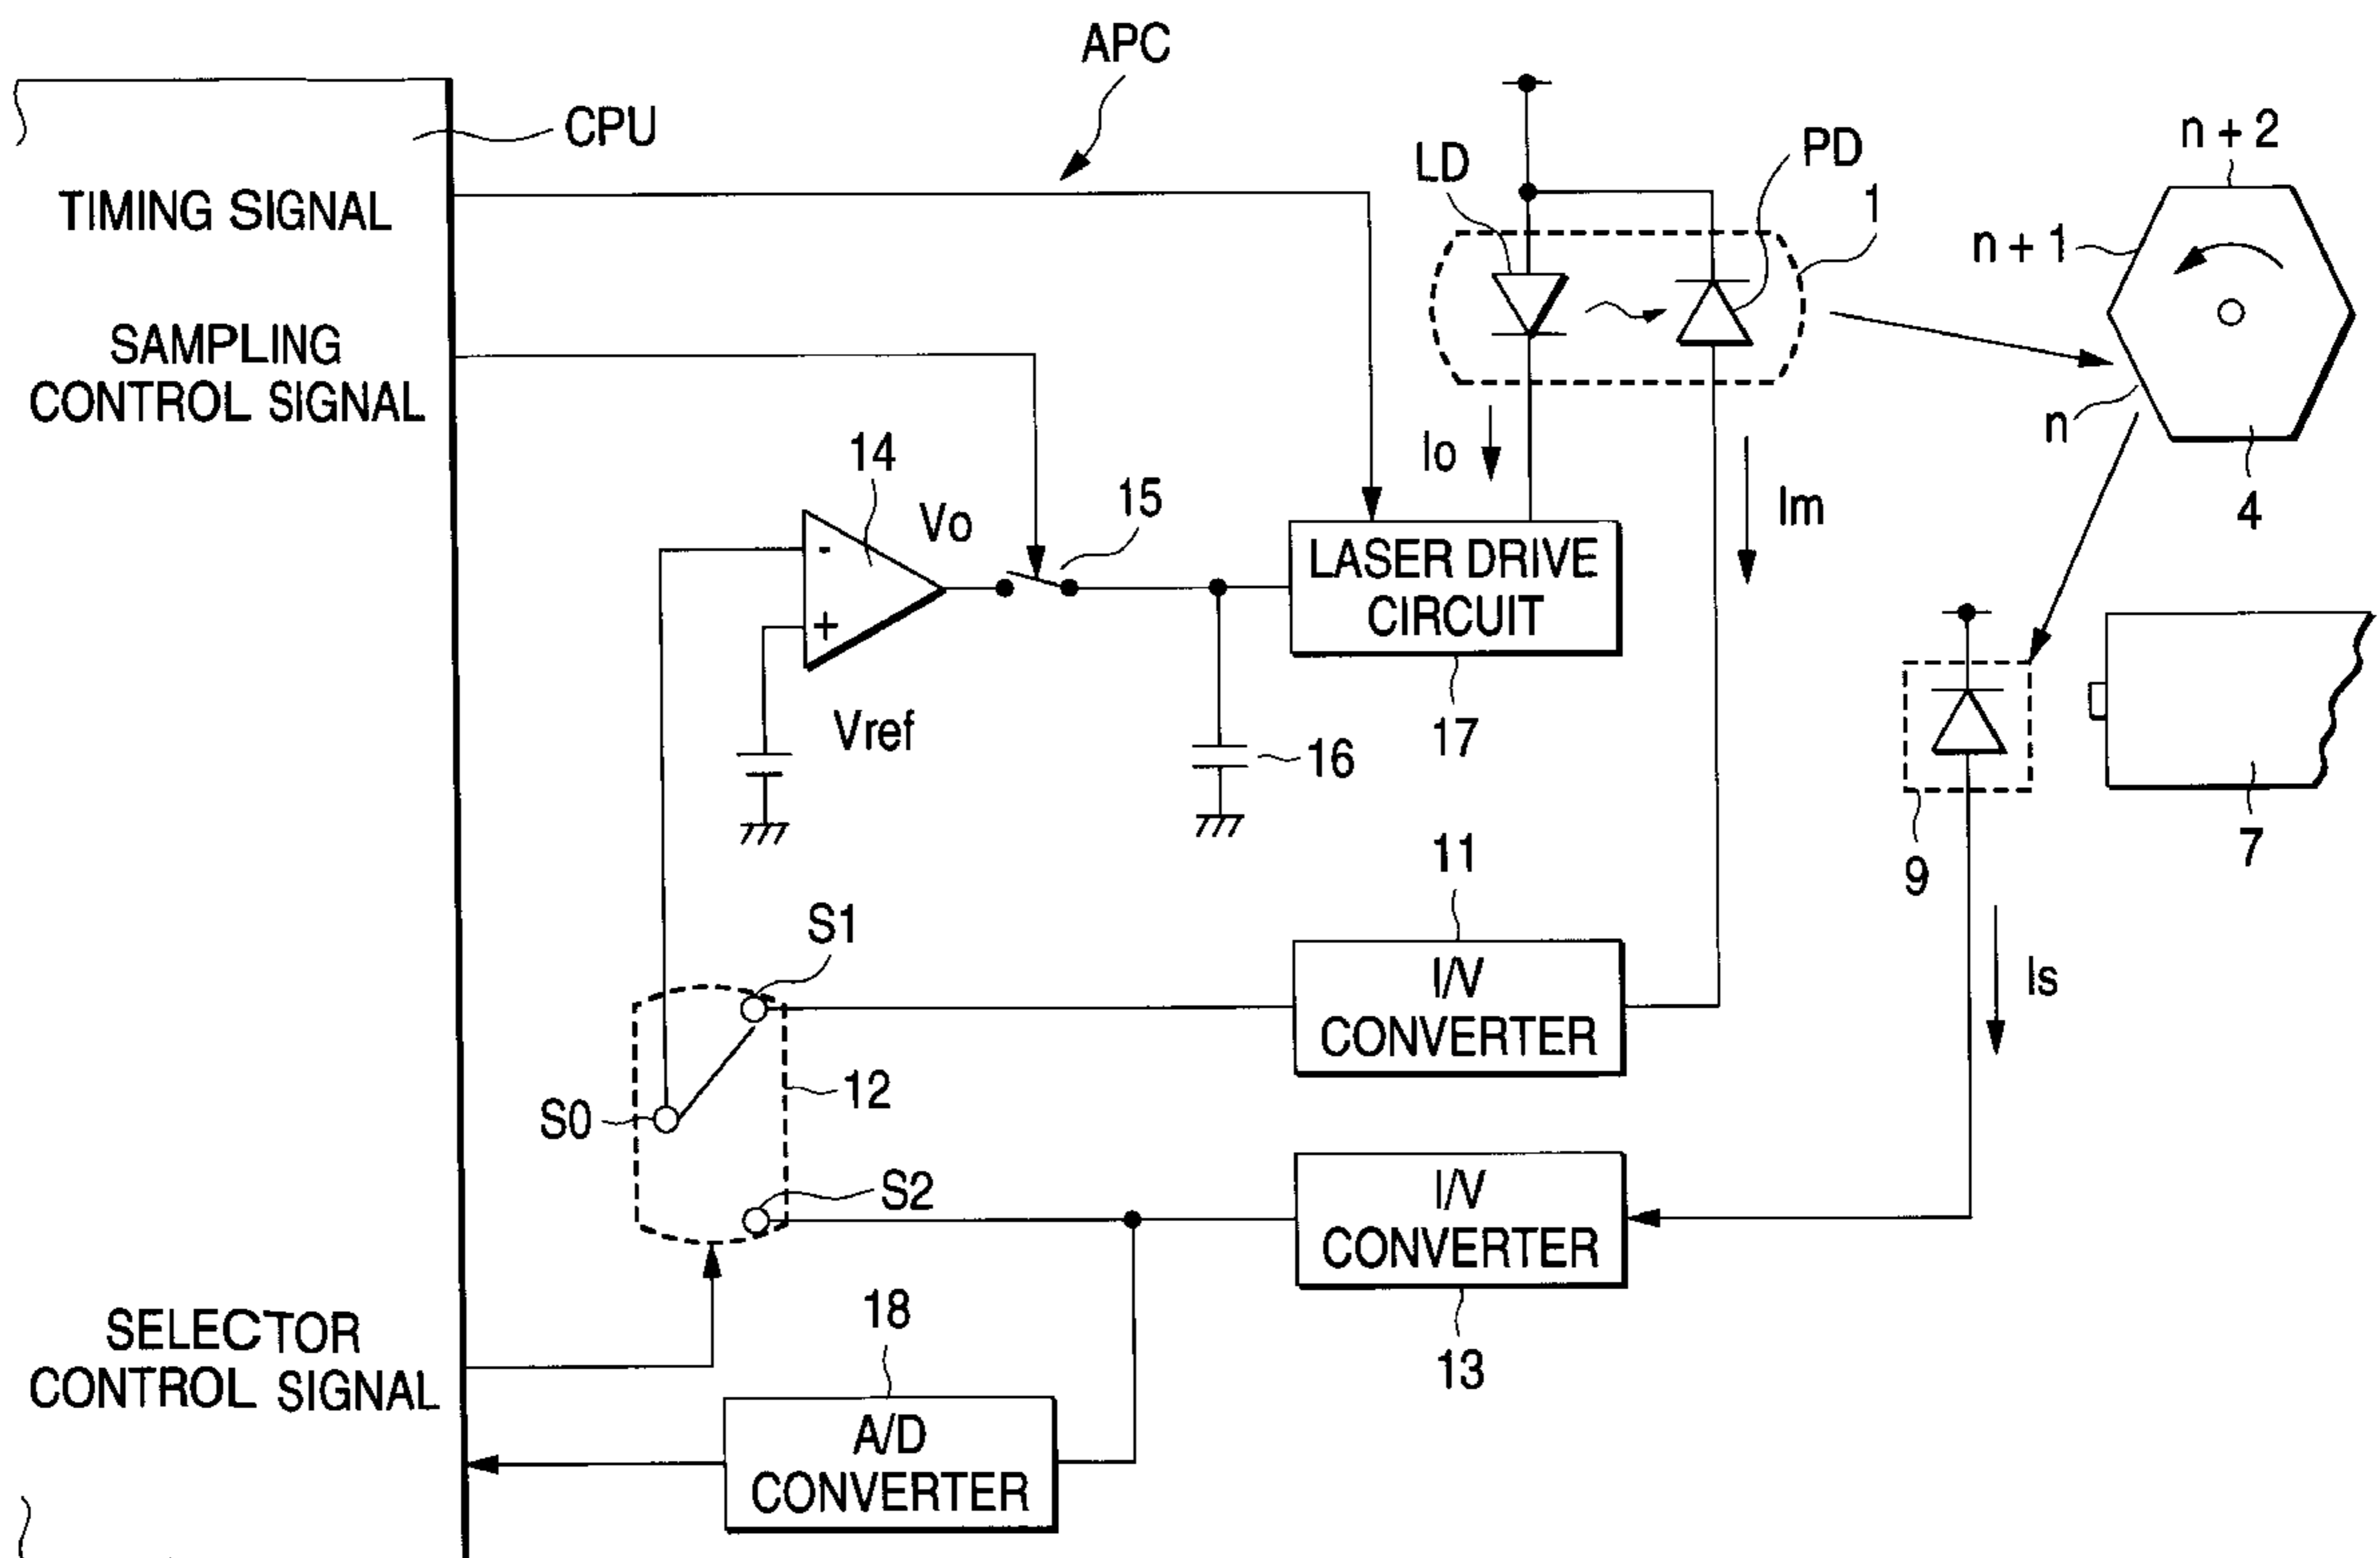 APC
CPU
TIMING SIGNAL
SAMPLING
CONTROL SIGNAL
LD
PD
1
n + 2
n + 1
n
4
14
Vo
15
Io
Im
-
+
LASER DRIVE
CIRCUIT
17
Vref
16
9
7
11
S1
I/V
CONVERTER
Is
12
S0
S2
I/V
CONVERTER
13
SELECTOR
CONTROL SIGNAL
18
A/D
CONVERTER